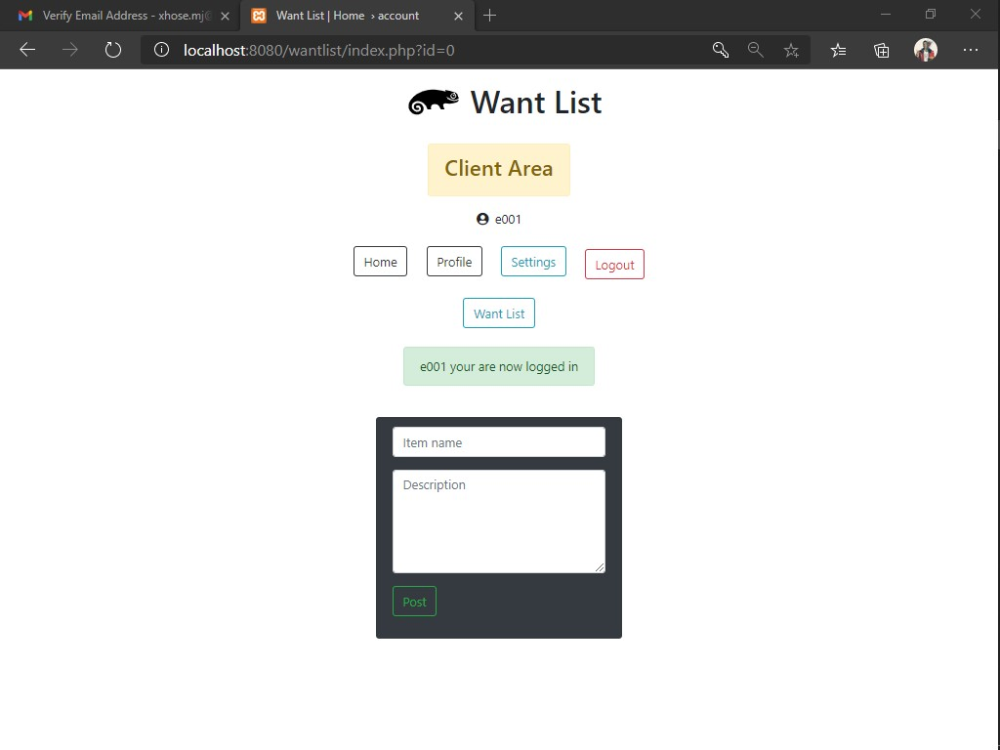 Verify Email Address - xhose.mj@
Want List | Home › account
localhost:8080/wantlist/index.php?id=0
Want List
Client Area
e001
Home Profile Settings Logout
Want List
e001 your are now logged in
Item name
Description
Post